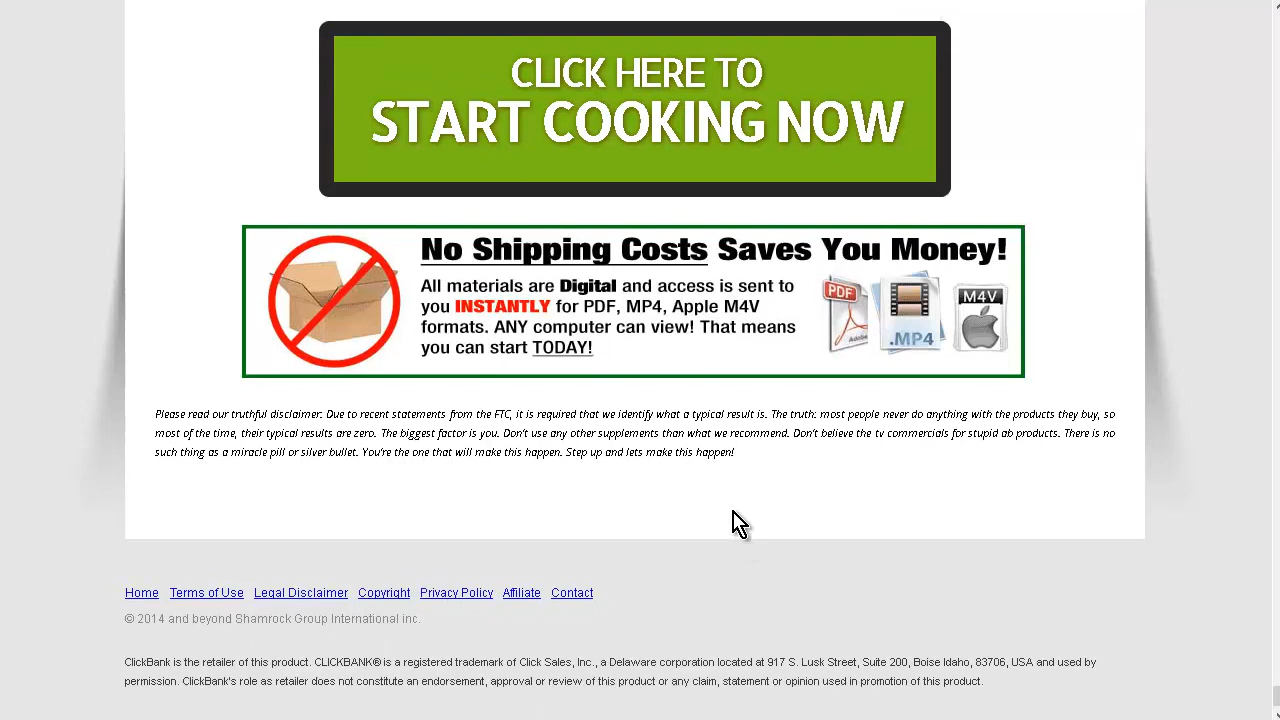 CLICK HERE TO
START COOKING NOW
No Shipping Costs Saves You Money!
All materials are Digital and access is sent to
you INSTANTLY for PDF, MP4, Apple M4V
formats. ANY computer can view! That means
you can start TODAY!
PDF
Adobe
.MP4
M4V
Please read our truthful disclaimer: Due to recent statements from the FTC, it is required that we identify what a typical result is. The truth: most people never do anything with the products they buy, so
most of the time, their typical results are zero. The biggest factor is you. Don't use any other supplements than what we recommend. Don't believe the tv commercials for stupid ab products. There is no
such thing as a miracle pill or silver bullet. You're the one that will make this happen. Step up and lets make this happen!
Home Terms of Use Legal Disclaimer Copyright Privacy Policy Affiliate Contact
© 2014 and beyond Shamrock Group International inc.
ClickBank is the retailer of this product. CLICKBANK® is a registered trademark of Click Sales, Inc., a Delaware corporation located at 917 S. Lusk Street, Suite 200, Boise Idaho, 83706, USA and used by
permission. ClickBank's role as retailer does not constitute an endorsement, approval or review of this product or any claim, statement or opinion used in promotion of this product.